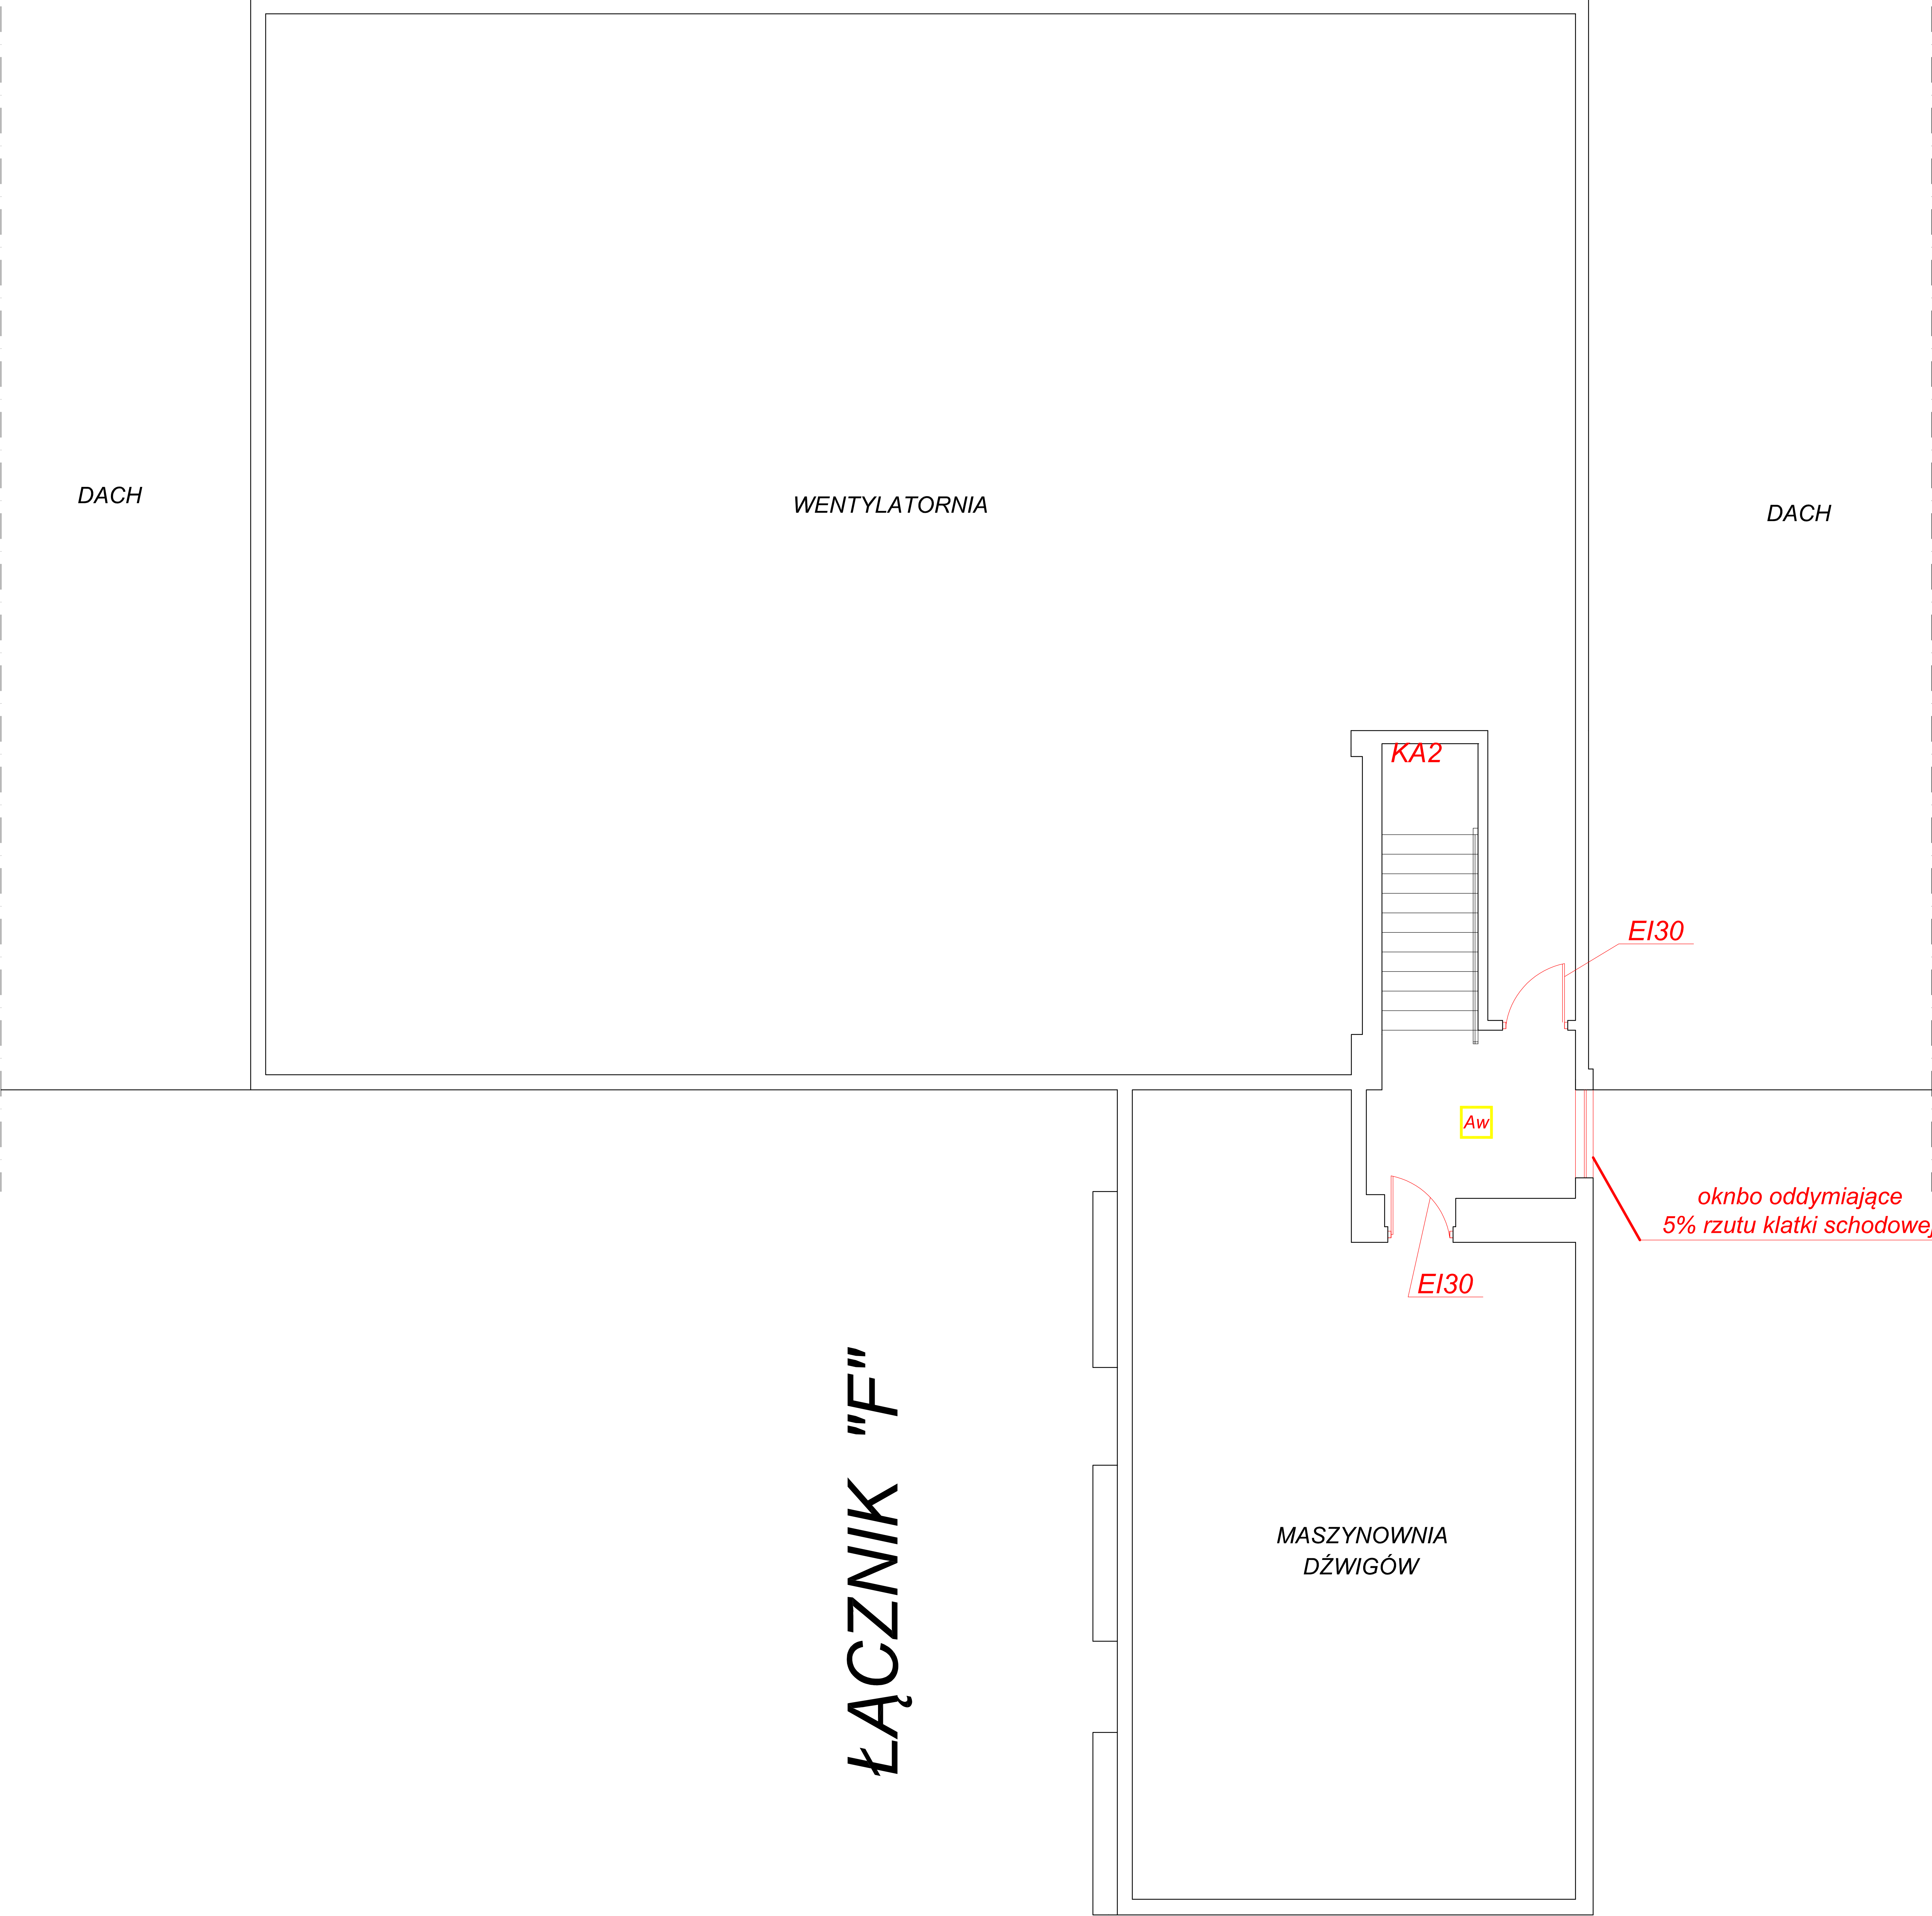 DACH
WENTYLATORNIA
DACH
KA2
EI30
Aw
oknbo oddymiające
5% rzutu klatki schodowej
EI30
ŁĄCZNIK "F"
MASZYNOWNIA
DŹWIGÓW